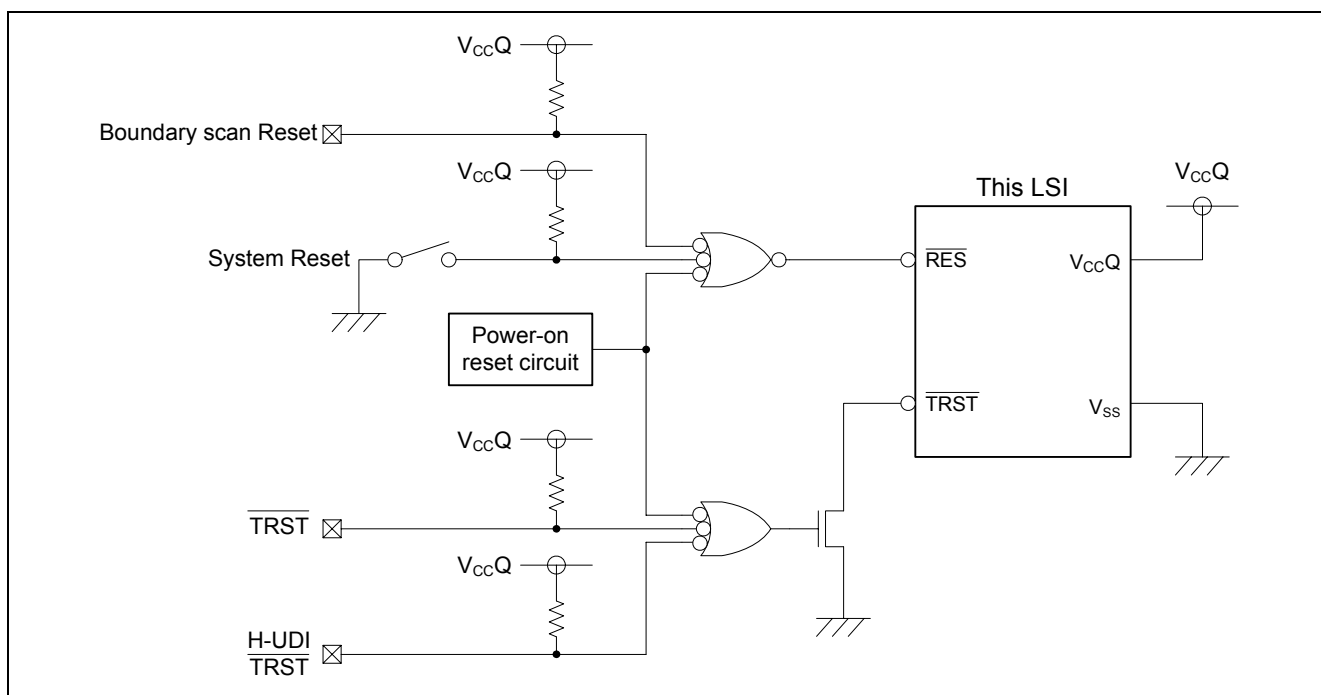 VCCQ
Boundary scan Reset
VCCQ
This LSI
VCCQ
System Reset
RES
VCCQ
Power-on
reset circuit
TRST
VSS
VCCQ
TRST
VCCQ
H-UDI
TRST